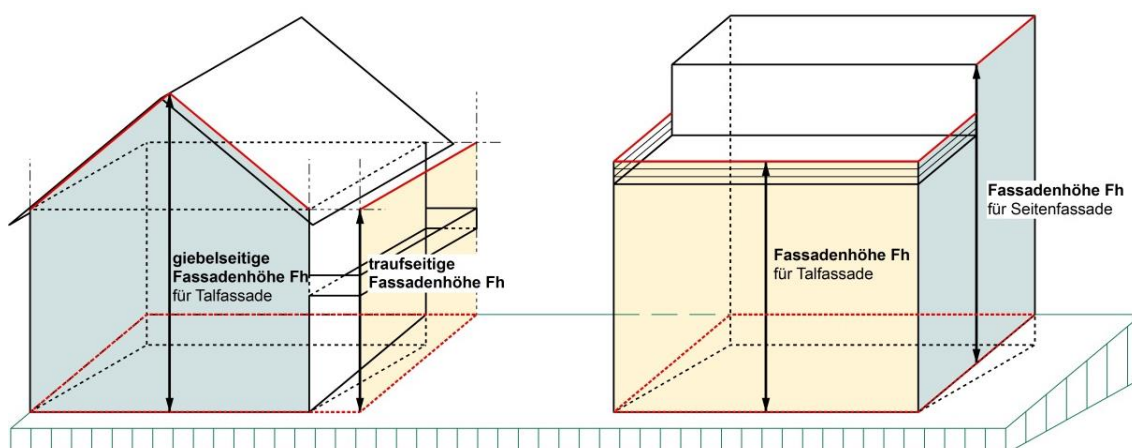 giebelseitige
Fassadenhöhe Fh
für Talfassade
traufseitige
Fassadenhöhe Fh
Fassadenhöhe Fh
für Talfassade
Fassadenhöhe Fh
für Seitenfassade